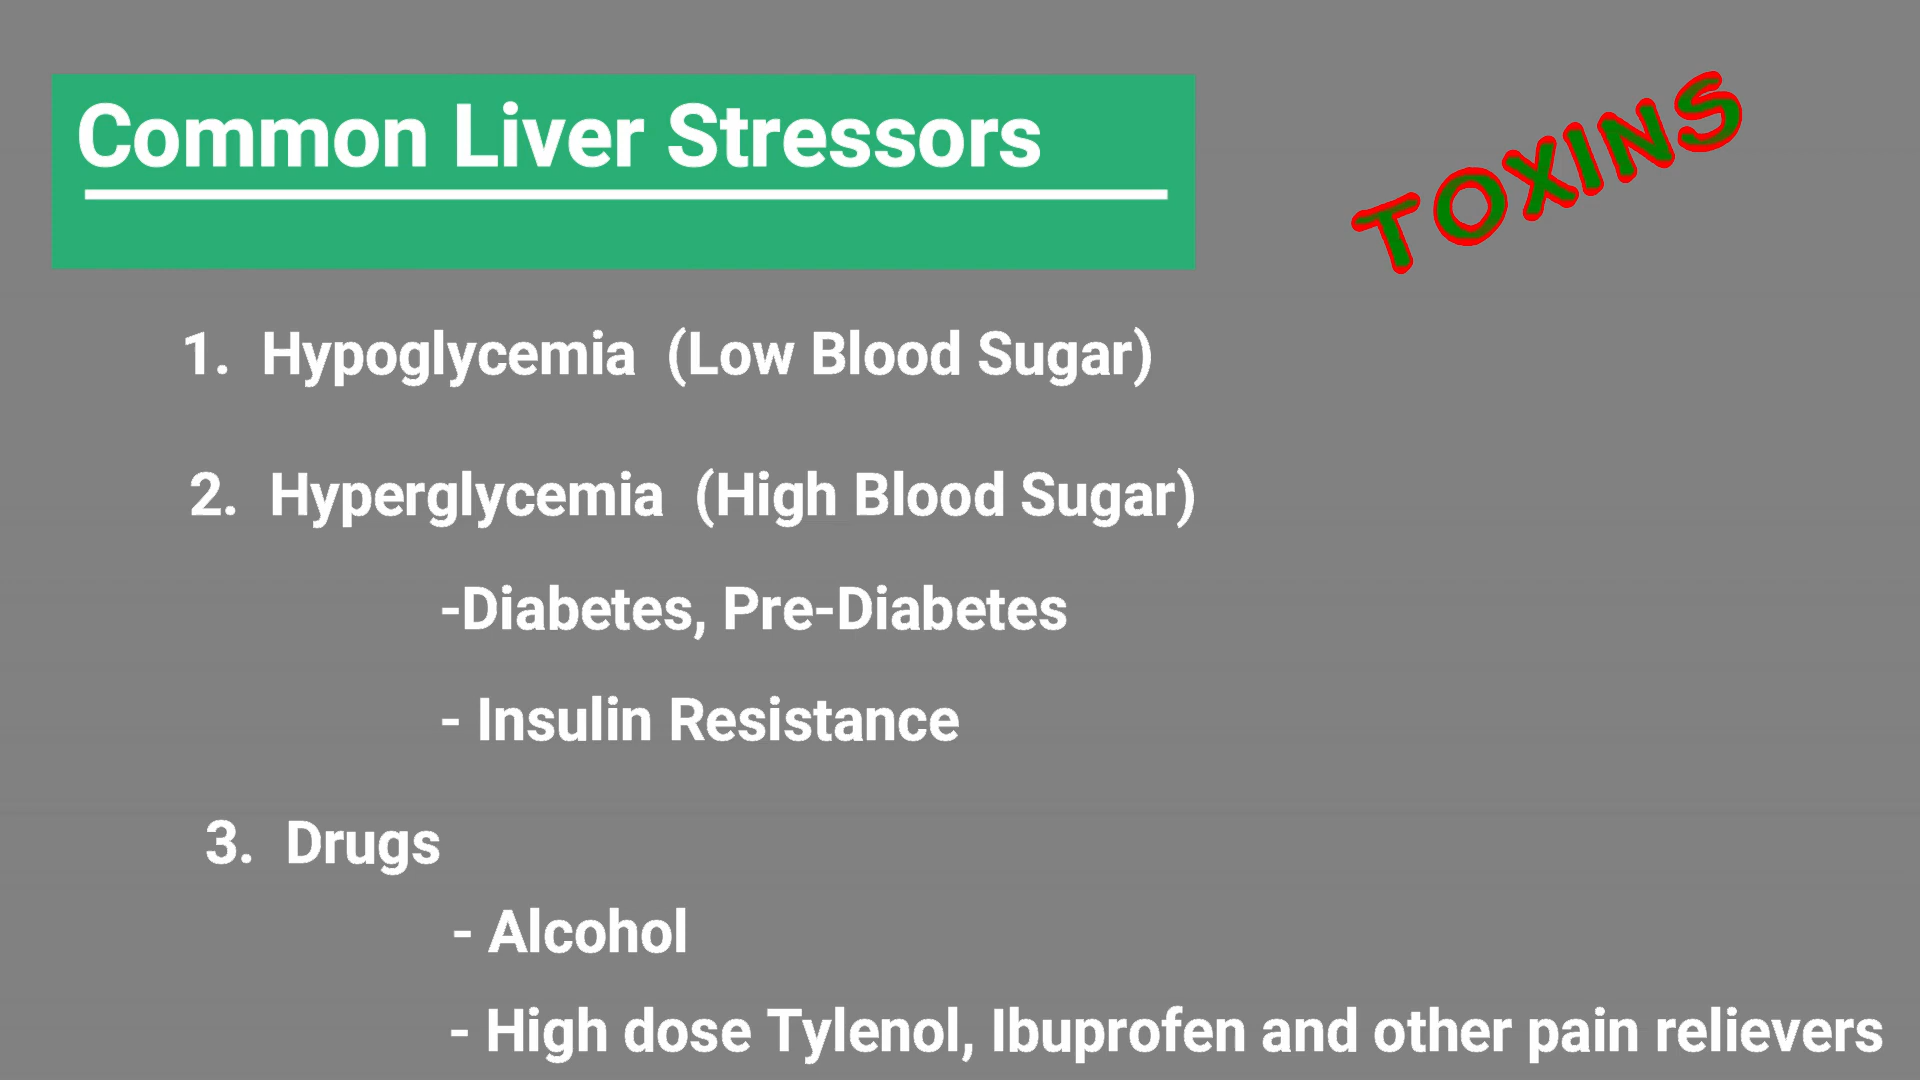 Common Liver Stressors
TOXINS
1. Hypoglycemia (Low Blood Sugar)
2. Hyperglycemia (High Blood Sugar)
-Diabetes, Pre-Diabetes
- Insulin Resistance
3. Drugs
- Alcohol
- High dose Tylenol, Ibuprofen and other pain relievers